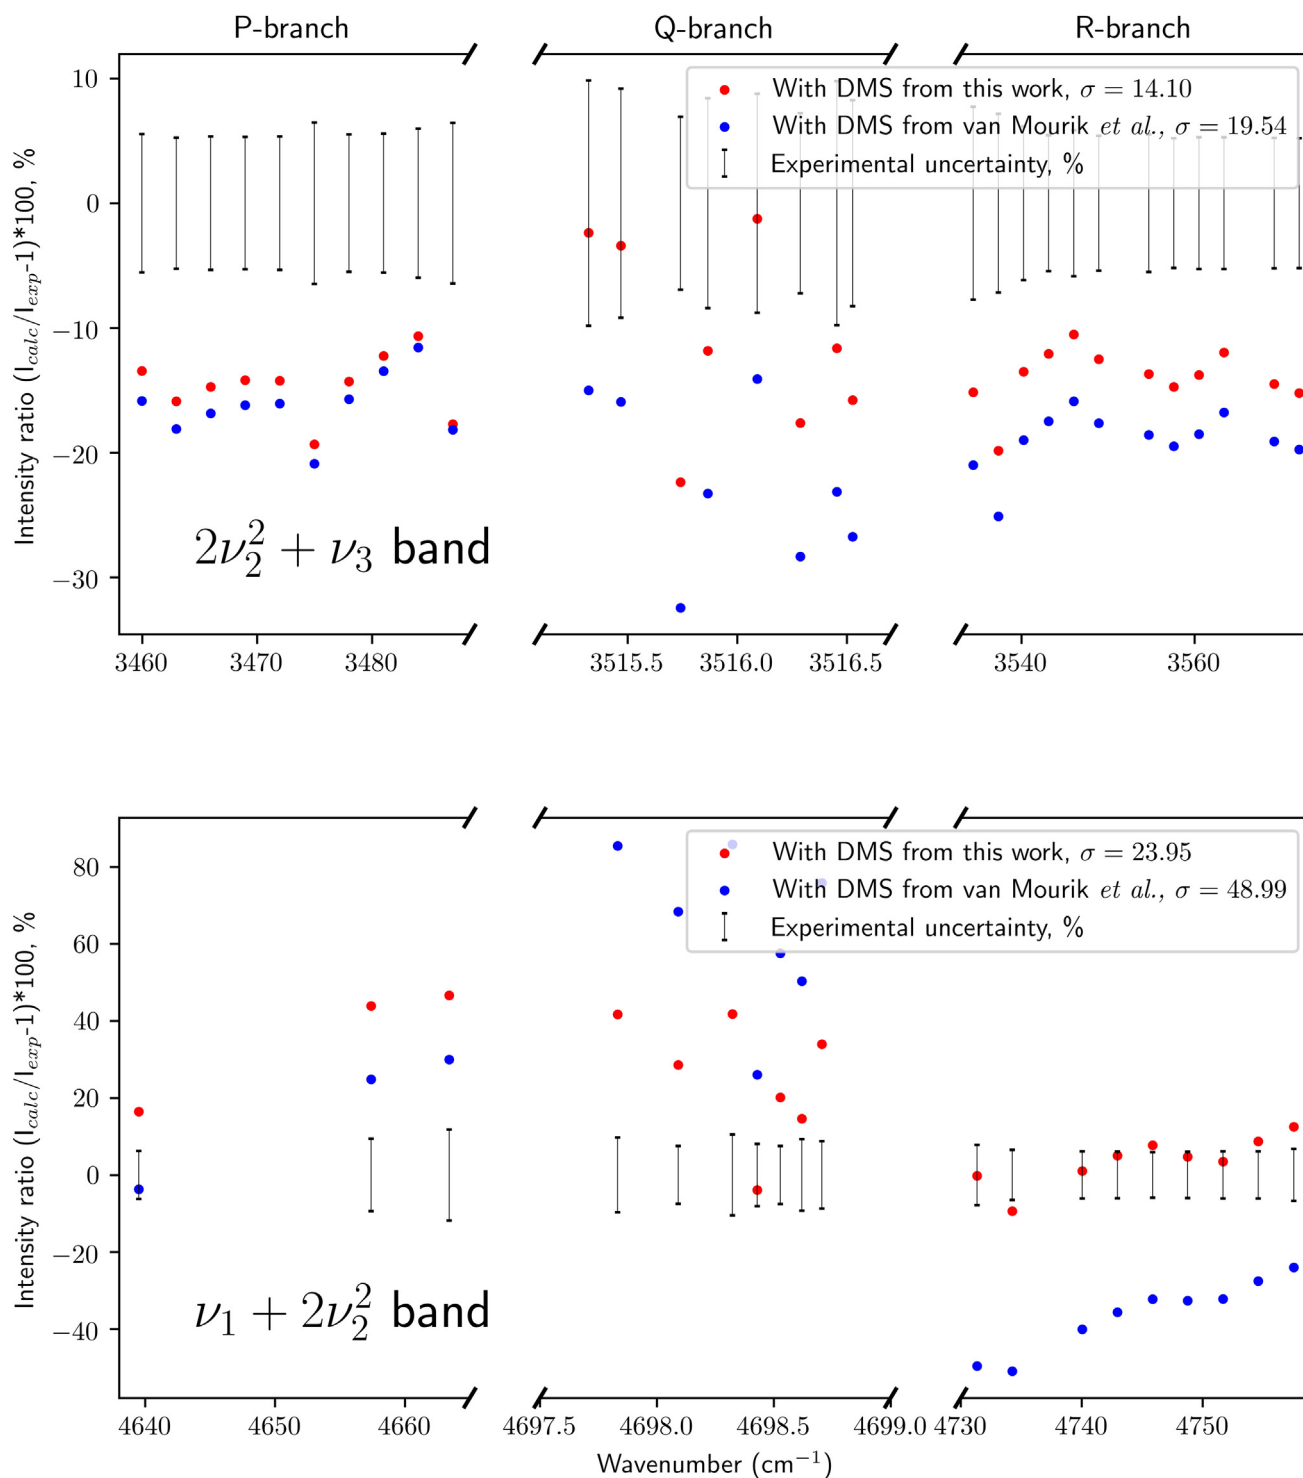 P-branch Q-branch R-branch
Intensity ratio (I_calc/I_exp-1)*100, %
10
0
−10
−20
−30
With DMS from this work, σ = 14.10
With DMS from van Mourik et al., σ = 19.54
Experimental uncertainty, %
2ν₂² + ν₃ band
3460 3470 3480 3515.5 3516.0 3516.5 3540 3560
Intensity ratio (I_calc/I_exp-1)*100, %
80
60
40
20
0
−20
−40
With DMS from this work, σ = 23.95
With DMS from van Mourik et al., σ = 48.99
Experimental uncertainty, %
ν₁ + 2ν₂² band
4640 4650 4660 4697.5 4698.0 4698.5 4699.0 4730 4740 4750
Wavenumber (cm⁻¹)